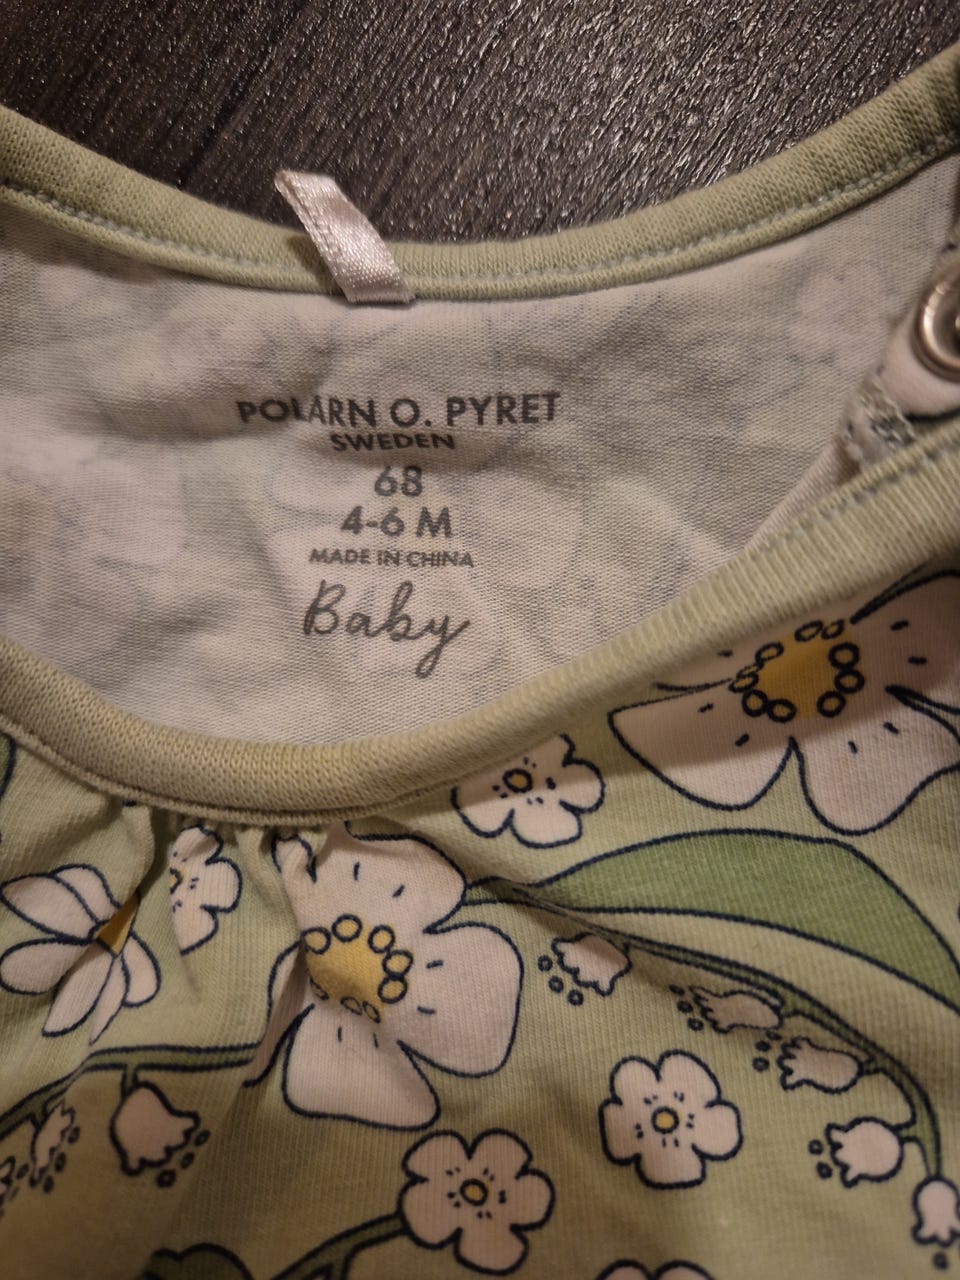 POLARN O. PYRET
SWEDEN
68
4-6 M
MADE IN CHINA
Baby